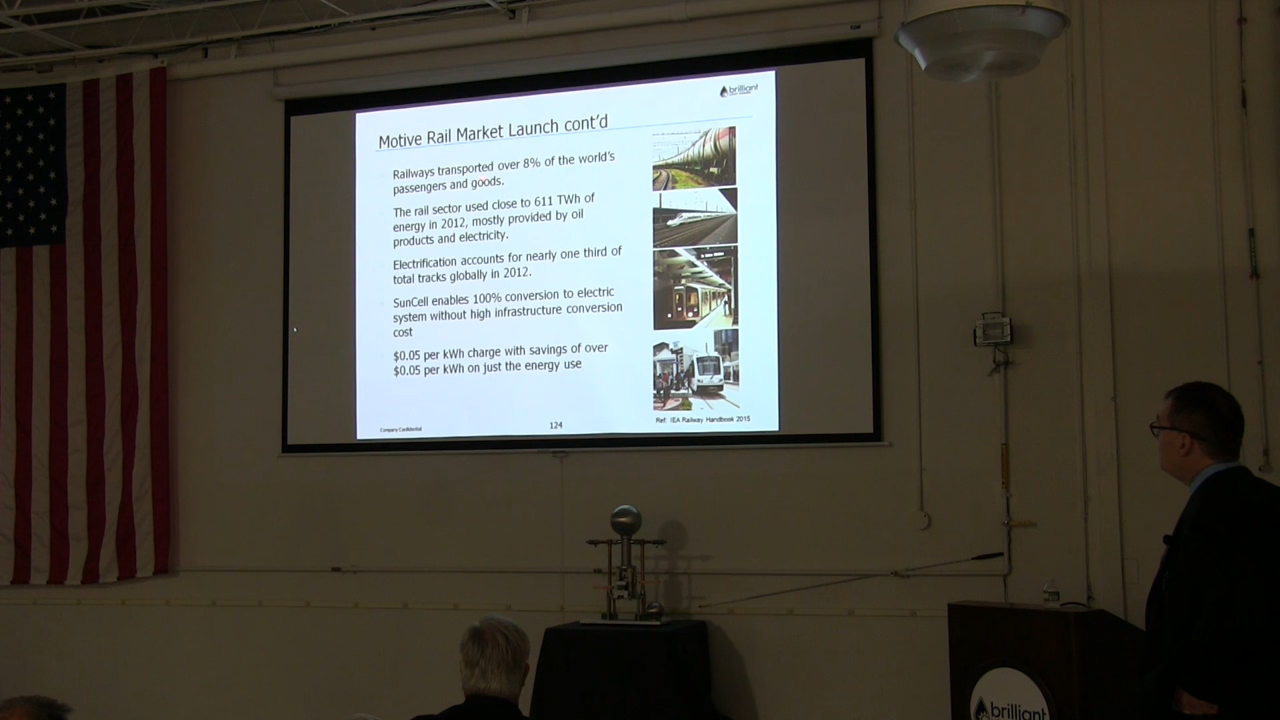 brilliant
Motive Rail Market Launch cont'd
Railways transported over 8% of the world's
passengers and goods.
The rail sector used close to 611 TWh of
energy in 2012, mostly provided by oil
products and electricity.
Electrification accounts for nearly one third of
total tracks globally in 2012.
SunCell enables 100% conversion to electric
system without high infrastructure conversion
cost
$0.05 per kWh charge with savings of over
$0.05 per kWh on just the energy use
Company Confidential
124
Ref: IEA Railway Handbook 2015
brilliant